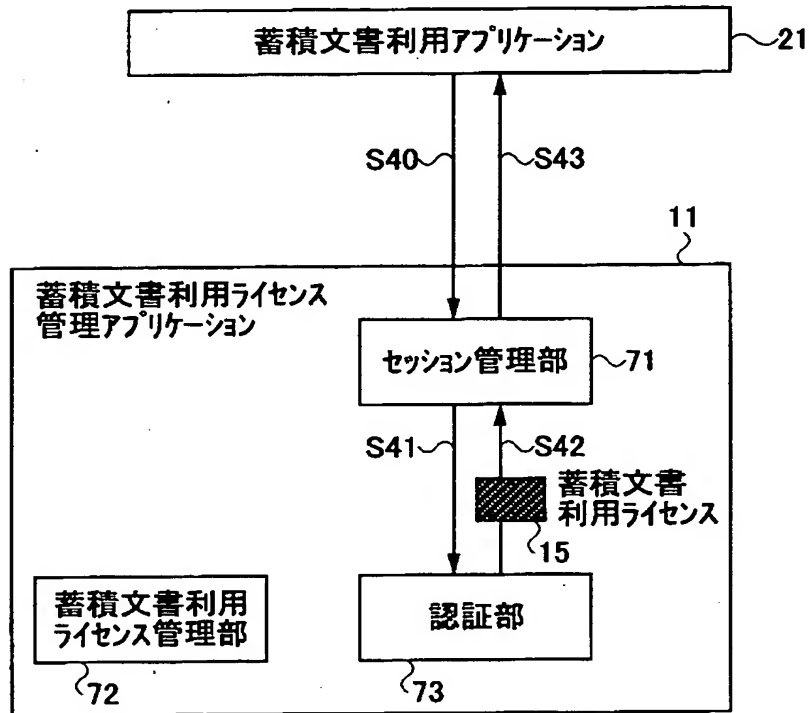 蓄積文書利用アプリケーション
21
S40
S43
11
蓄積文書利用ライセンス
管理アプリケーション
セッション管理部
71
S41
S42
蓄積文書
利用ライセンス
15
蓄積文書利用
ライセンス管理部
72
認証部
73